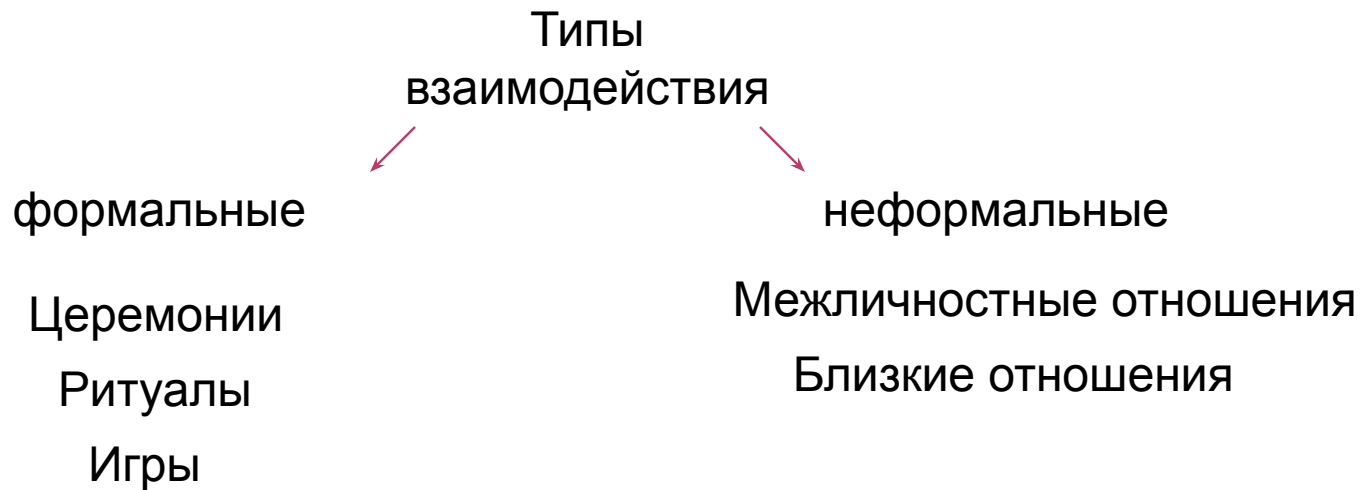 Типы
взаимодействия
формальные
неформальные
Церемонии
Ритуалы
Игры
Межличностные отношения
Близкие отношения